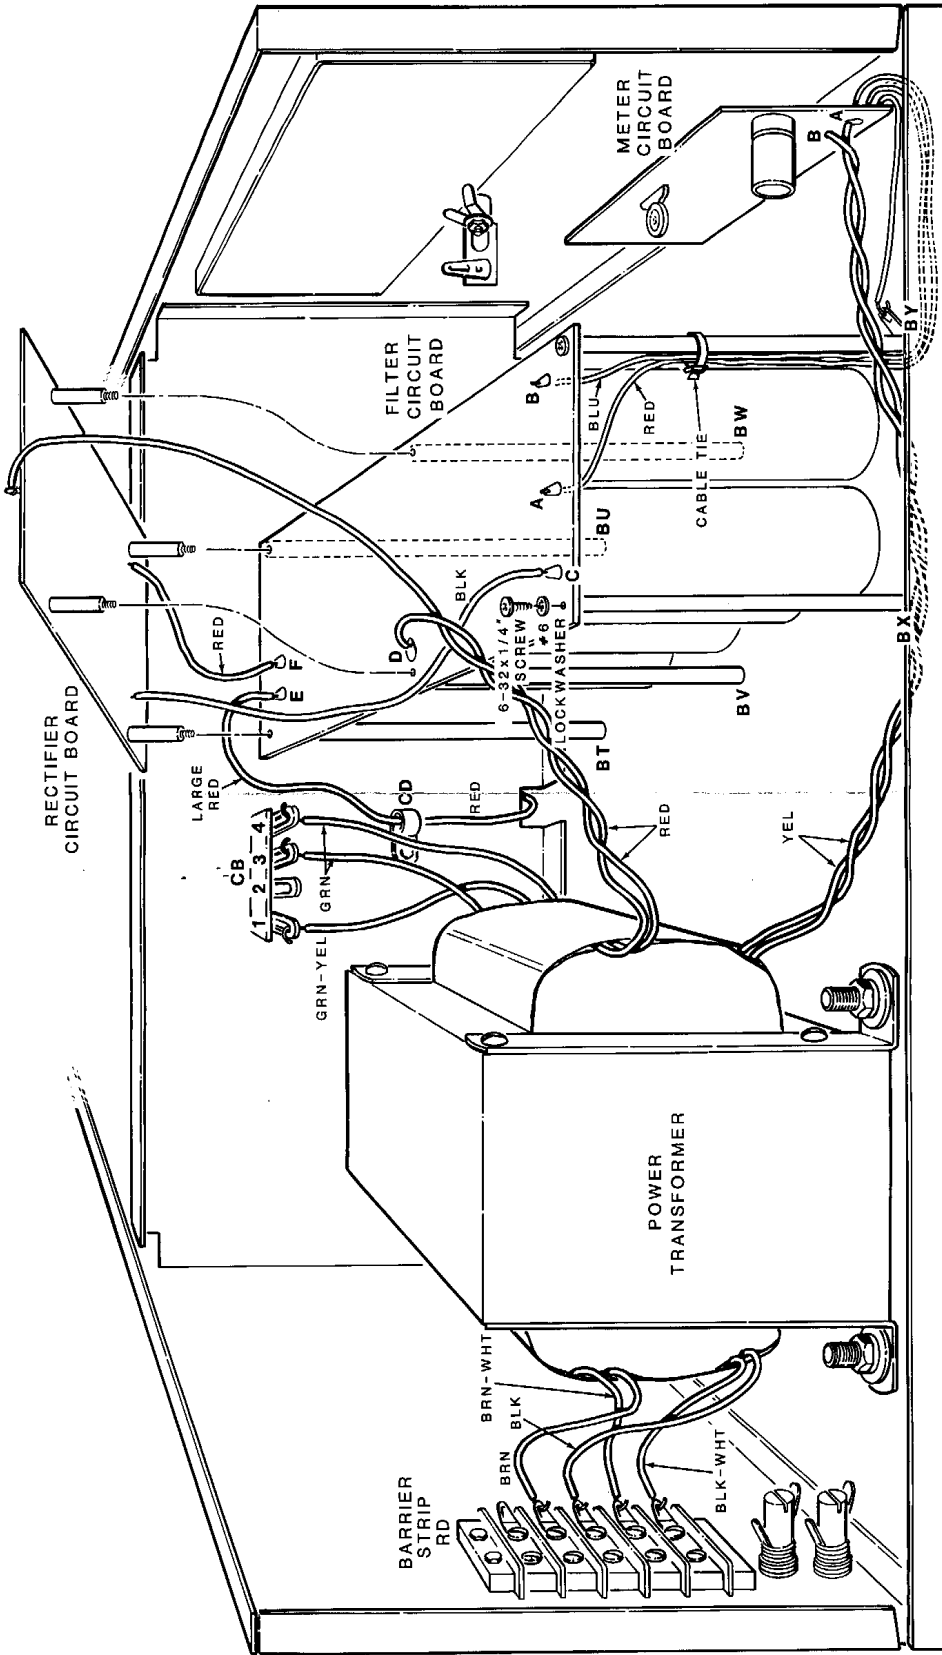 RECTIFIER
CIRCUIT BOARD
FILTER
CIRCUIT
BOARD
METER
CIRCUIT
BOARD
LARGE
RED
RED
F
E
D
BLK
C
A
B
BLU
RED
CABLE TIE
6-32x1/4"
SCREW
#6
LOCKWASHER
BU
BW
BT
BV
BX
BY
B
A
CB
1 2 3 4
GRN-YEL
GRN
CD
RED
RED
YEL
POWER
TRANSFORMER
BARRIER
STRIP
RD
BRN
BRN-WHT
BLK
BLK-WHT